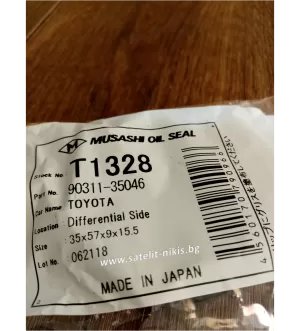 M MUSASHI OIL SEAL
Stock No. T1328
Part No. 90311-35046
Car Name TOYOTA
Location Differential Side
Size 35x57x9x15.5
www.satelit-nikis.bg
Lot No. 062118
MADE IN JAPAN